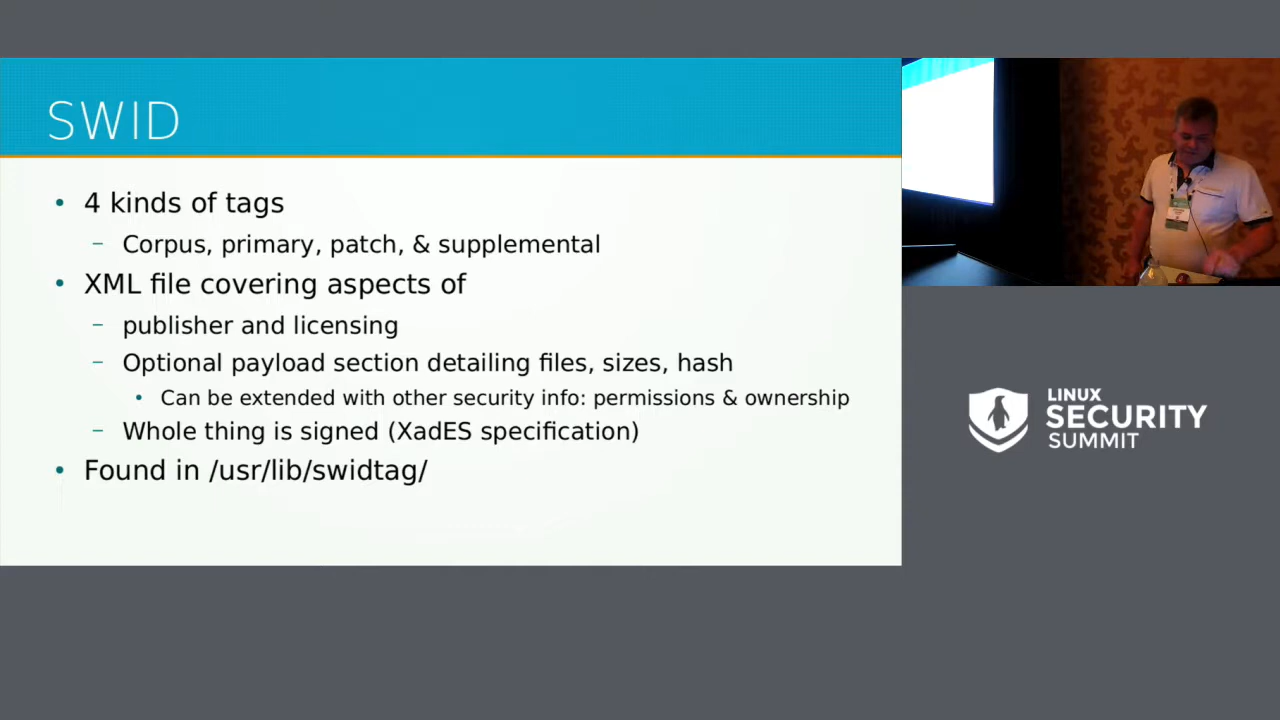 SWID
• 4 kinds of tags
– Corpus, primary, patch, & supplemental
• XML file covering aspects of
– publisher and licensing
– Optional payload section detailing files, sizes, hash
• Can be extended with other security info: permissions & ownership
– Whole thing is signed (XadES specification)
• Found in /usr/lib/swidtag/
LINUX
SECURITY
SUMMIT